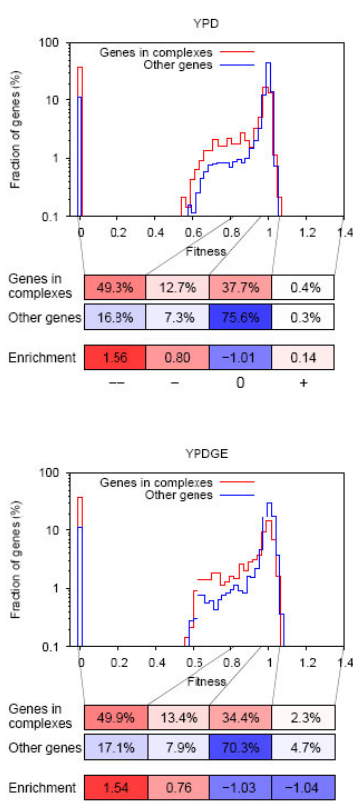 YPD
100
10
1
0.1
Fraction of genes (%)
Genes in complexes
Other genes
0 0.2 0.4 0.6 0.8 1 1.2 1.4
Fitness
Genes in complexes 49.3% 12.7% 37.7% 0.4%
Other genes 16.9% 7.3% 75.6% 0.3%
Enrichment 1.56 0.80 −1.01 0.14
−− − 0 +
YPDGE
100
10
1
0.1
Fraction of genes (%)
Genes in complexes
Other genes
0 0.2 0.4 0.6 0.8 1 1.2 1.4
Fitness
Genes in complexes 49.9% 13.4% 34.4% 2.3%
Other genes 17.1% 7.9% 70.3% 4.7%
Enrichment 1.54 0.76 −1.03 −1.04